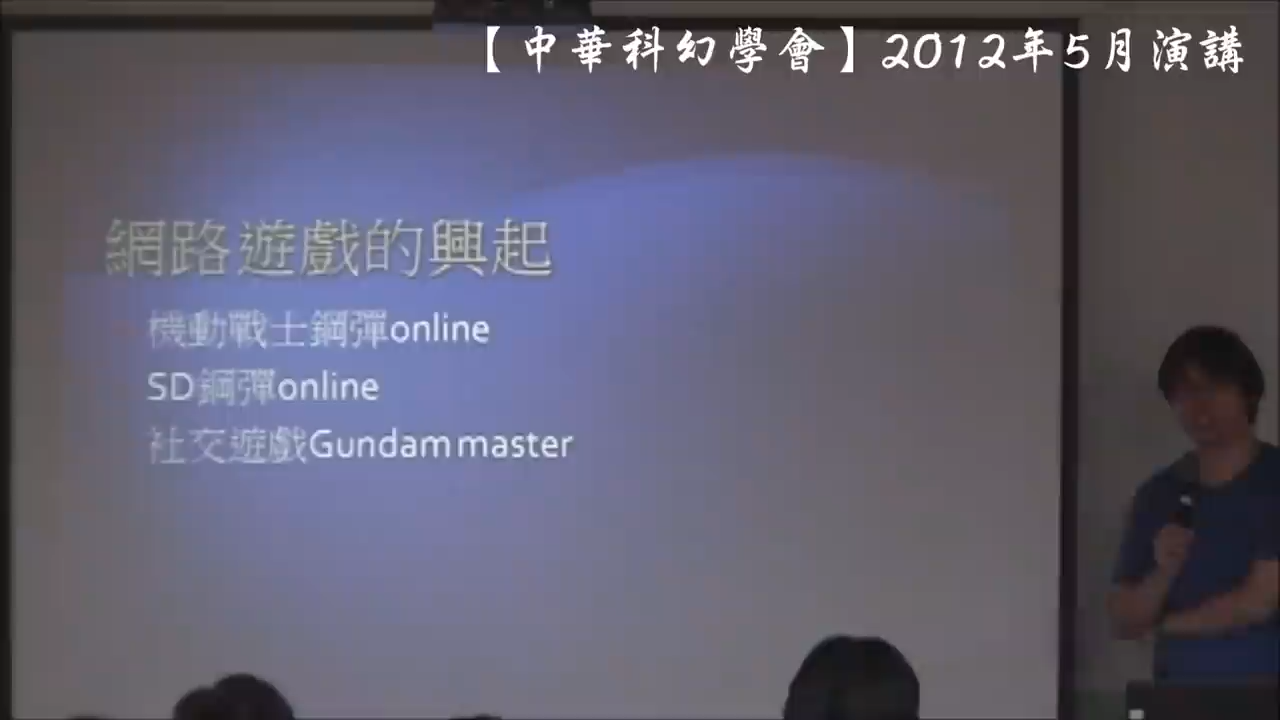 【中華科幻學會】2012年5月演講
網路遊戲的興起
機動戰士鋼彈online
SD鋼彈online
社交遊戲Gundam master